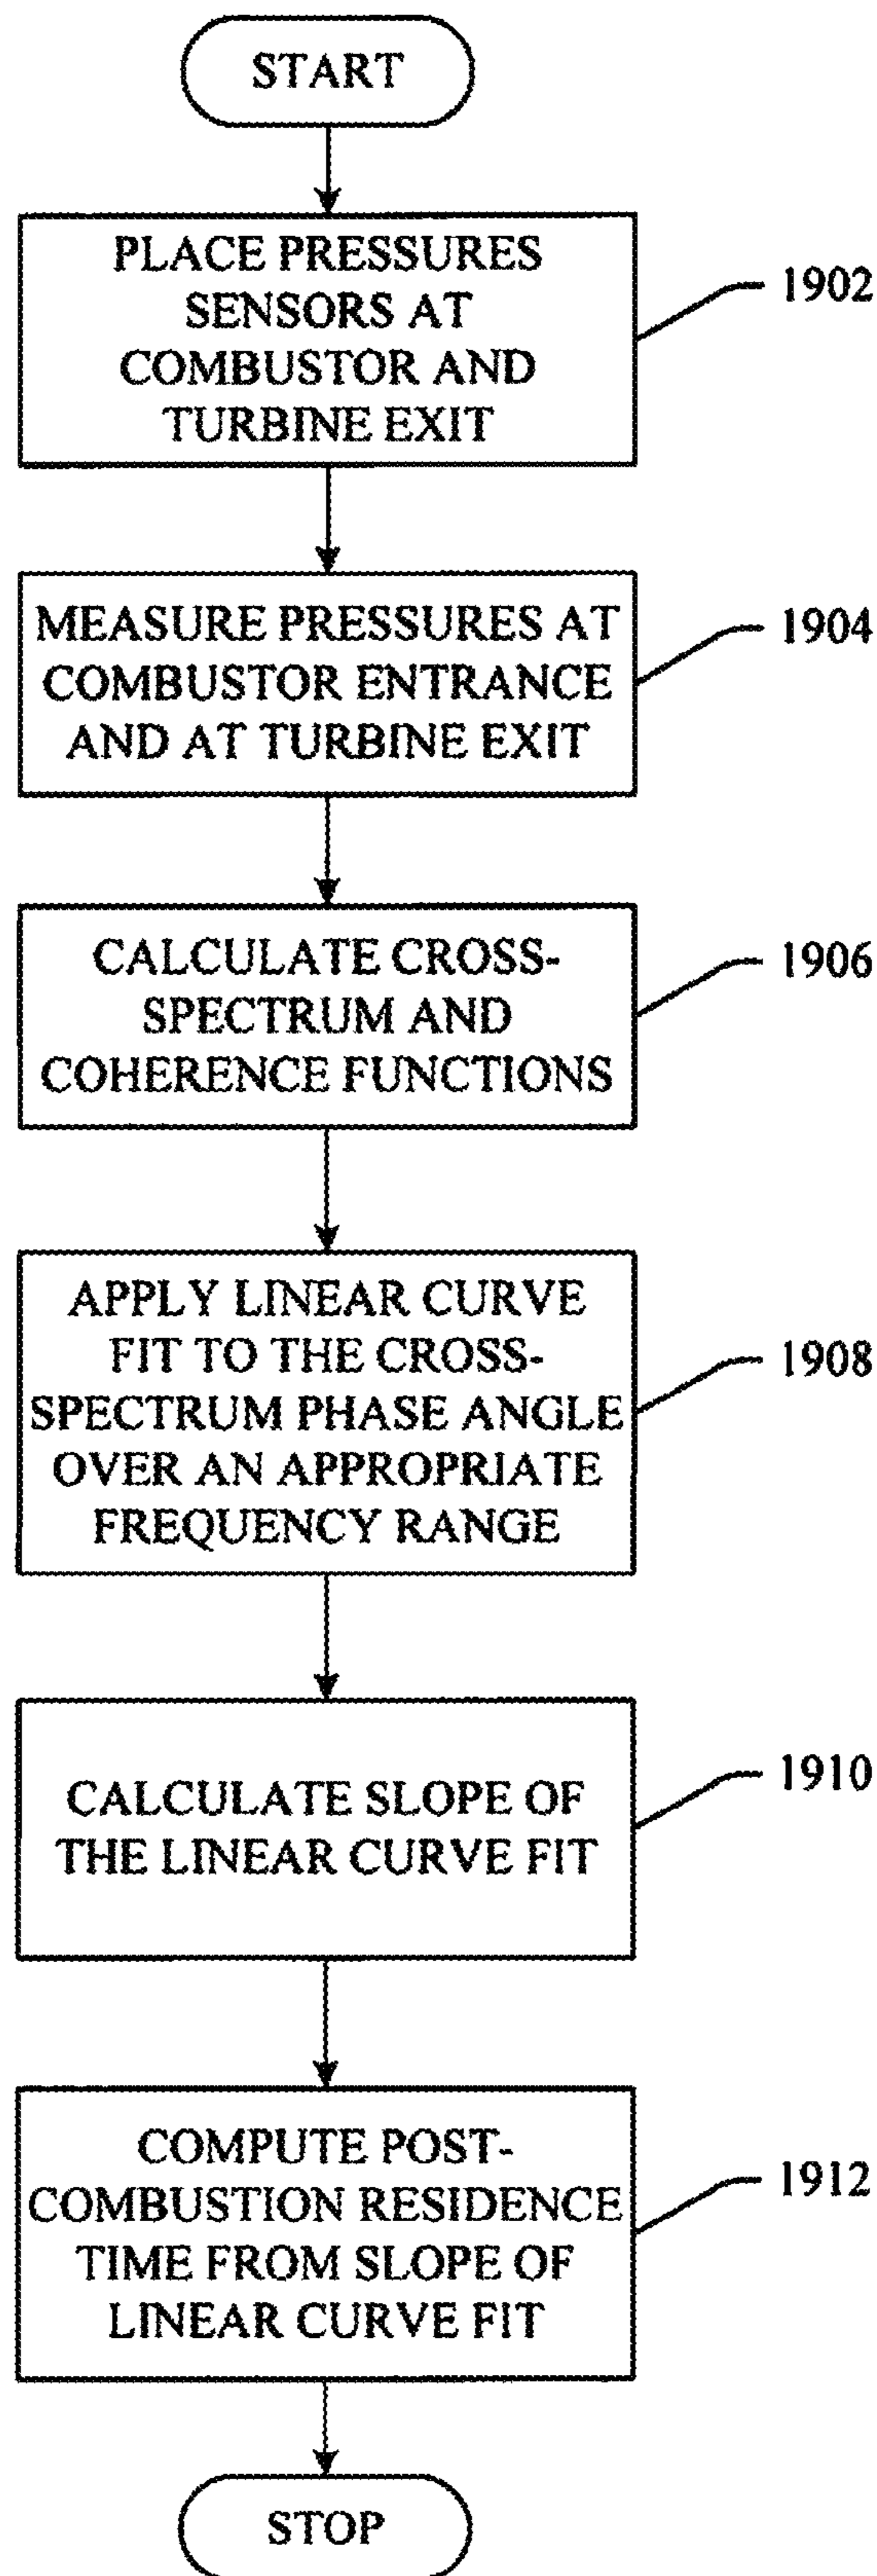 START
PLACE PRESSURES
SENSORS AT
COMBUSTOR AND
TURBINE EXIT
1902
MEASURE PRESSURES AT
COMBUSTOR ENTRANCE
AND AT TURBINE EXIT
1904
CALCULATE CROSS-
SPECTRUM AND
COHERENCE FUNCTIONS
1906
APPLY LINEAR CURVE
FIT TO THE CROSS-
SPECTRUM PHASE ANGLE
OVER AN APPROPRIATE
FREQUENCY RANGE
1908
CALCULATE SLOPE OF
THE LINEAR CURVE FIT
1910
COMPUTE POST-
COMBUSTION RESIDENCE
TIME FROM SLOPE OF
LINEAR CURVE FIT
1912
STOP